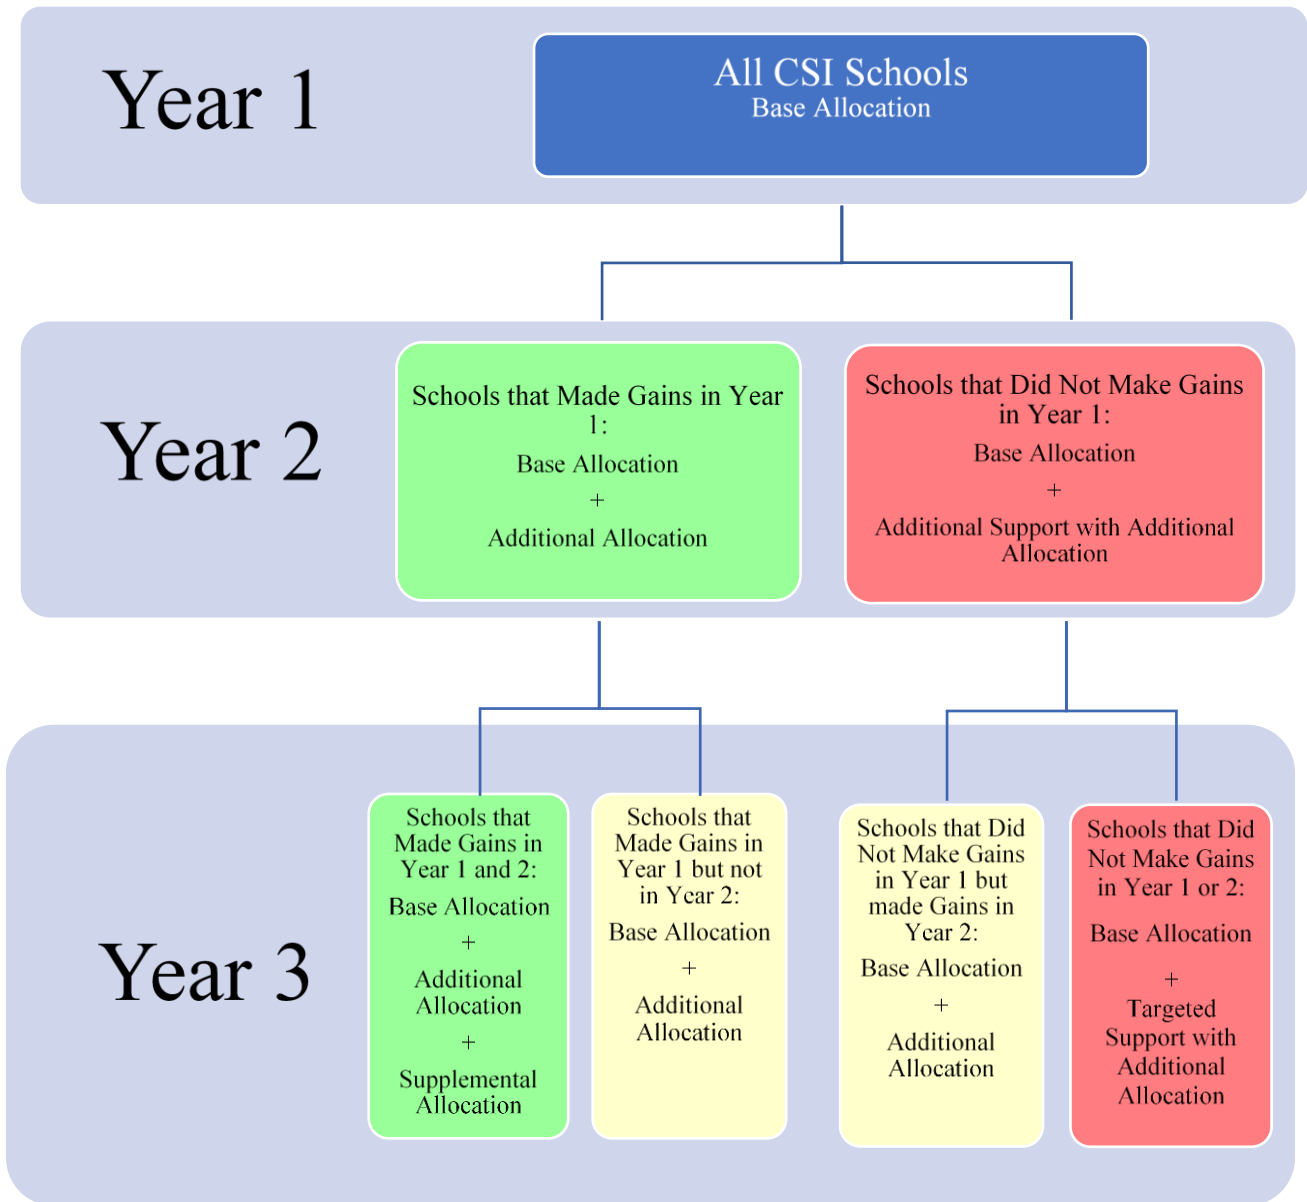 Year 1
All CSI Schools
Base Allocation
Year 2
Schools that Made Gains in Year
1:
Base Allocation
+
Additional Allocation
Schools that Did Not Make Gains
in Year 1:
Base Allocation
+
Additional Support with Additional
Allocation
Year 3
Schools that
Made Gains in
Year 1 and 2:
Base Allocation
+
Additional
Allocation
+
Supplemental
Allocation
Schools that
Made Gains in
Year 1 but not
in Year 2:
Base Allocation
+
Additional
Allocation
Schools that Did
Not Make Gains
in Year 1 but
made Gains in
Year 2:
Base Allocation
+
Additional
Allocation
Schools that Did
Not Make Gains
in Year 1 or 2:
Base Allocation
+
Targeted
Support with
Additional
Allocation